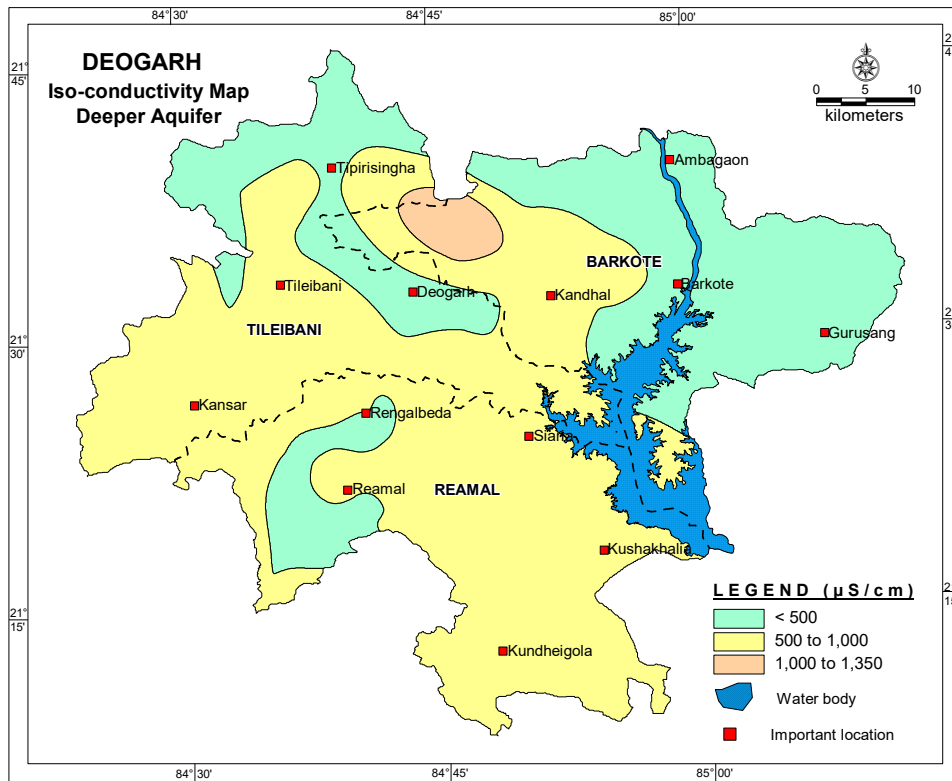 84°30'
84°45'
85°00'
DEOGARH
Iso-conductivity Map
Deeper Aquifer
0 5 10
kilometers
21°
45'
Tipirisingha
Ambagaon
BARKOTE
Tileibani
Deogarh
Kandhal
Barkote
TILEIBANI
Gurusang
21°
30'
Kansar
Rengalbeda
Reamal
REAMAL
Kushakhalia
LEGEND (µS/cm)
< 500
500 to 1,000
1,000 to 1,350
Water body
Important location
21°
15'
Kundheigola
84°30'
84°45'
85°00'